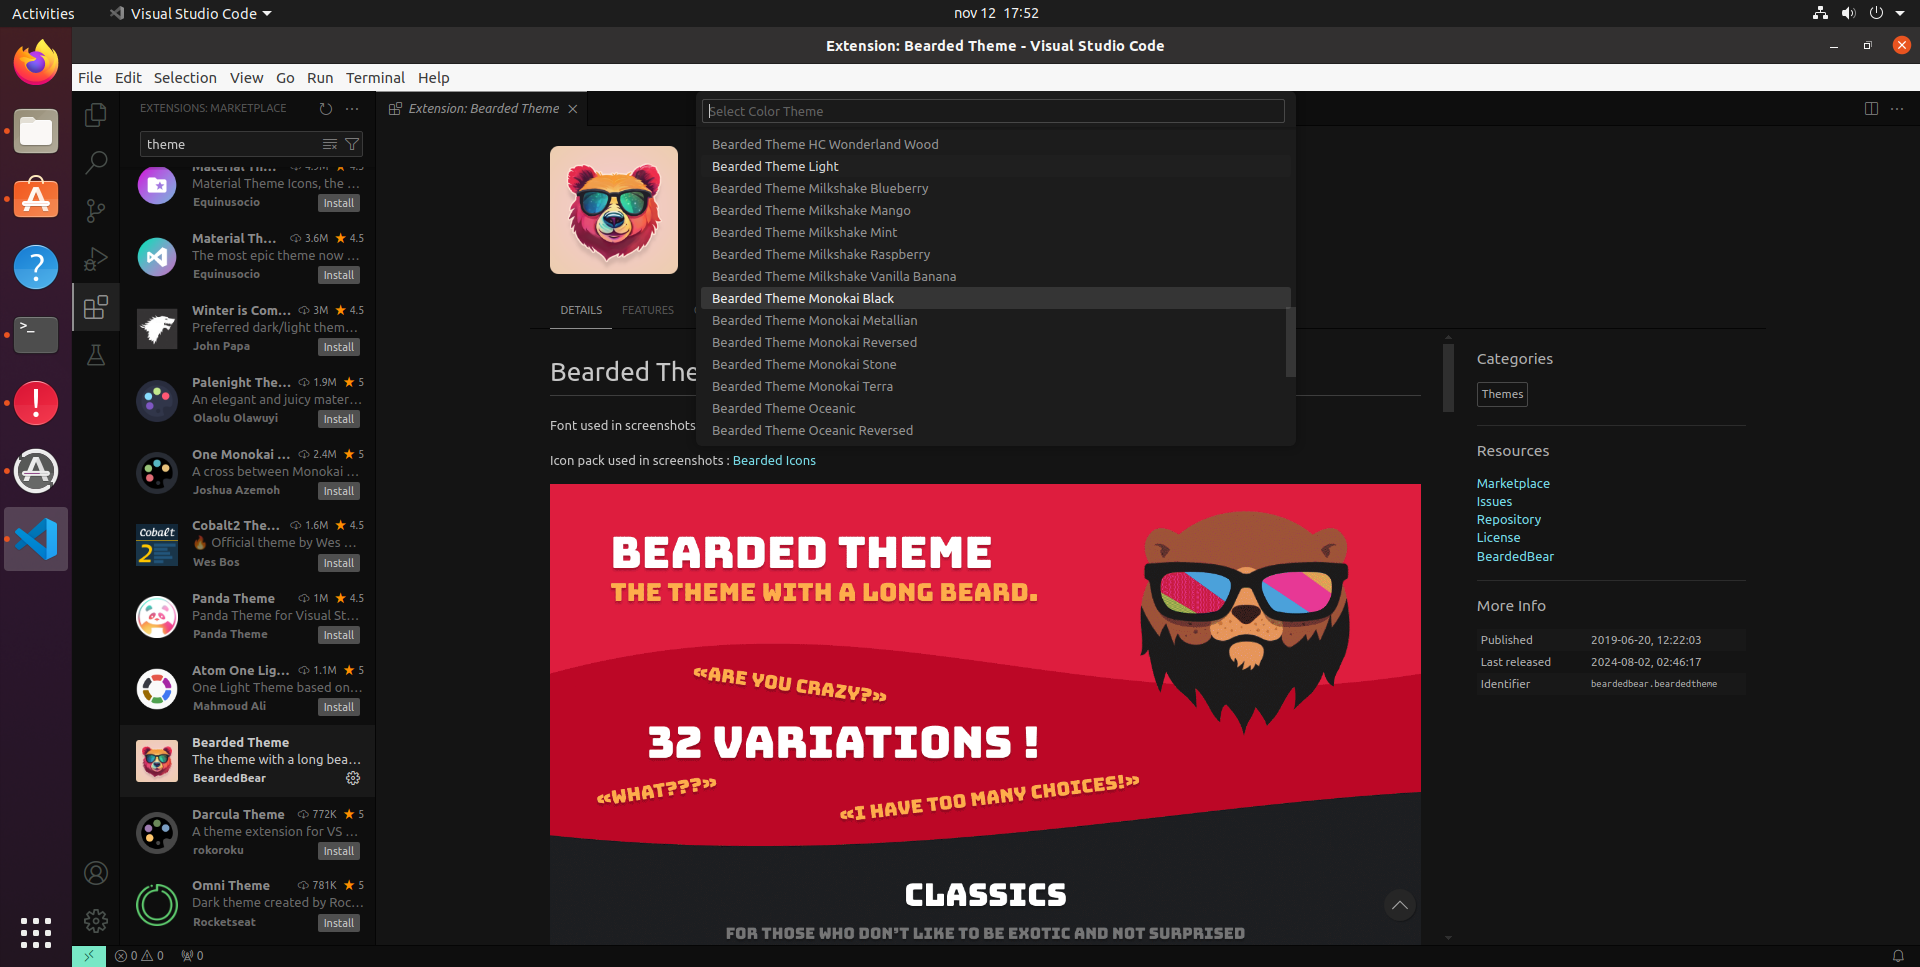 Activities
Visual Studio Code
nov 12 17:52
Extension: Bearded Theme - Visual Studio Code
File Edit Selection View Go Run Terminal Help
EXTENSIONS: MARKETPLACE
theme
Material Th... 4.5
Material Theme Icons, the ...
Equinusocio
Install
Material Th... 3.6M 4.5
The most epic theme now ...
Equinusocio
Install
Winter is Com... 3M 4.5
Preferred dark/light them...
John Papa
Install
Palenight The... 1.9M 5
An elegant and juicy mater...
Olaolu Olawuyi
Install
One Monokai ... 2.4M 5
A cross between Monokai ...
Joshua Azemoh
Install
Cobalt 2
Cobalt2 The... 1.6M 4.5
🔥 Official theme by Wes ...
Wes Bos
Install
Panda Theme 1M 4.5
Panda Theme for Visual St...
Panda Theme
Install
Atom One Lig... 1.1M 5
One Light Theme based on...
Mahmoud Ali
Install
Bearded Theme
The theme with a long bea...
BeardedBear
Darcula Theme 772K 5
A theme extension for VS ...
rokoroku
Install
Omni Theme 781K 5
Dark theme created by Roc...
Rocketseat
Install
Extension: Bearded Theme
Select Color Theme
Bearded Theme HC Wonderland Wood
Bearded Theme Light
Bearded Theme Milkshake Blueberry
Bearded Theme Milkshake Mango
Bearded Theme Milkshake Mint
Bearded Theme Milkshake Raspberry
Bearded Theme Milkshake Vanilla Banana
Bearded Theme Monokai Black
Bearded Theme Monokai Metallian
Bearded Theme Monokai Reversed
Bearded Theme Monokai Stone
Bearded Theme Monokai Terra
Bearded Theme Oceanic
Bearded Theme Oceanic Reversed
DETAILS FEATURES
Bearded The
Font used in screenshots
Icon pack used in screenshots : Bearded Icons
BEARDED THEME
THE THEME WITH A LONG BEARD.
«ARE YOU CRAZY?»
32 VARIATIONS !
«WHAT???»
«I HAVE TOO MANY CHOICES!»
CLASSICS
FOR THOSE WHO DON'T LIKE TO BE EXOTIC AND NOT SURPRISED
Categories
Themes
Resources
Marketplace
Issues
Repository
License
BeardedBear
More Info
Published 2019-06-20, 12:22:03
Last released 2024-08-02, 02:46:17
Identifier beardedbear.beardedtheme
0 0 0